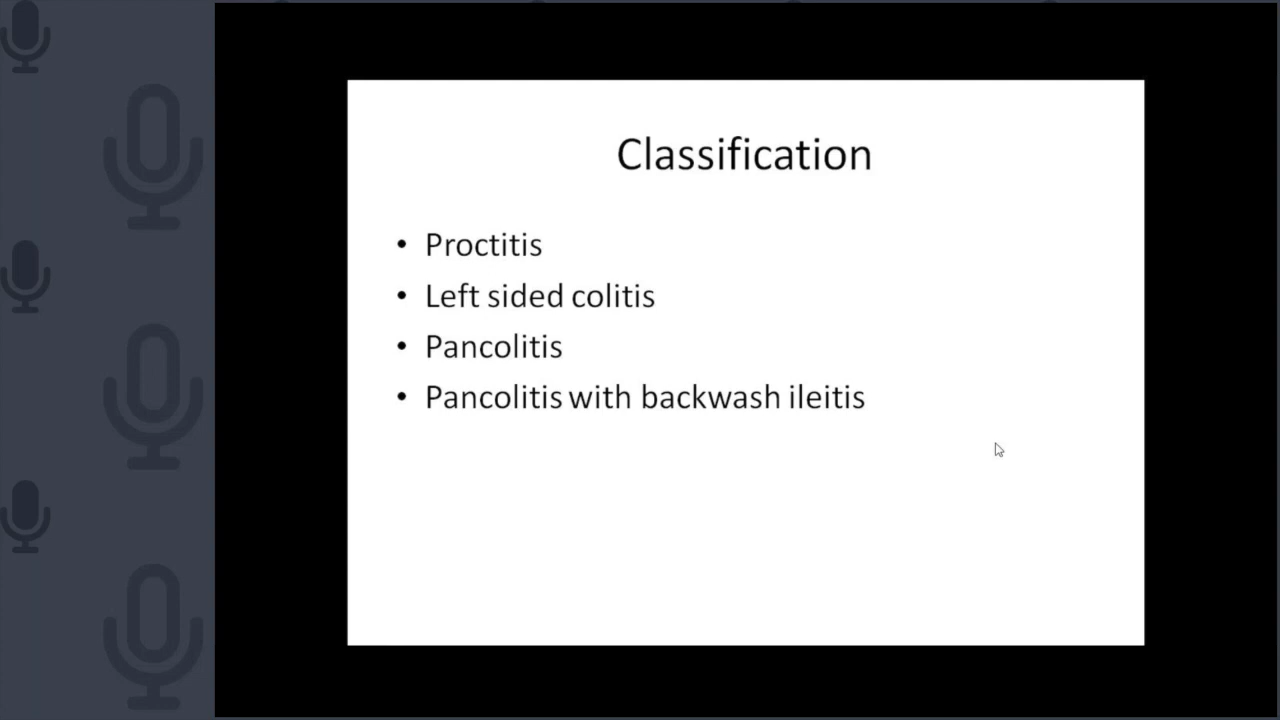 Classification
• Proctitis
• Left sided colitis
• Pancolitis
• Pancolitis with backwash ileitis